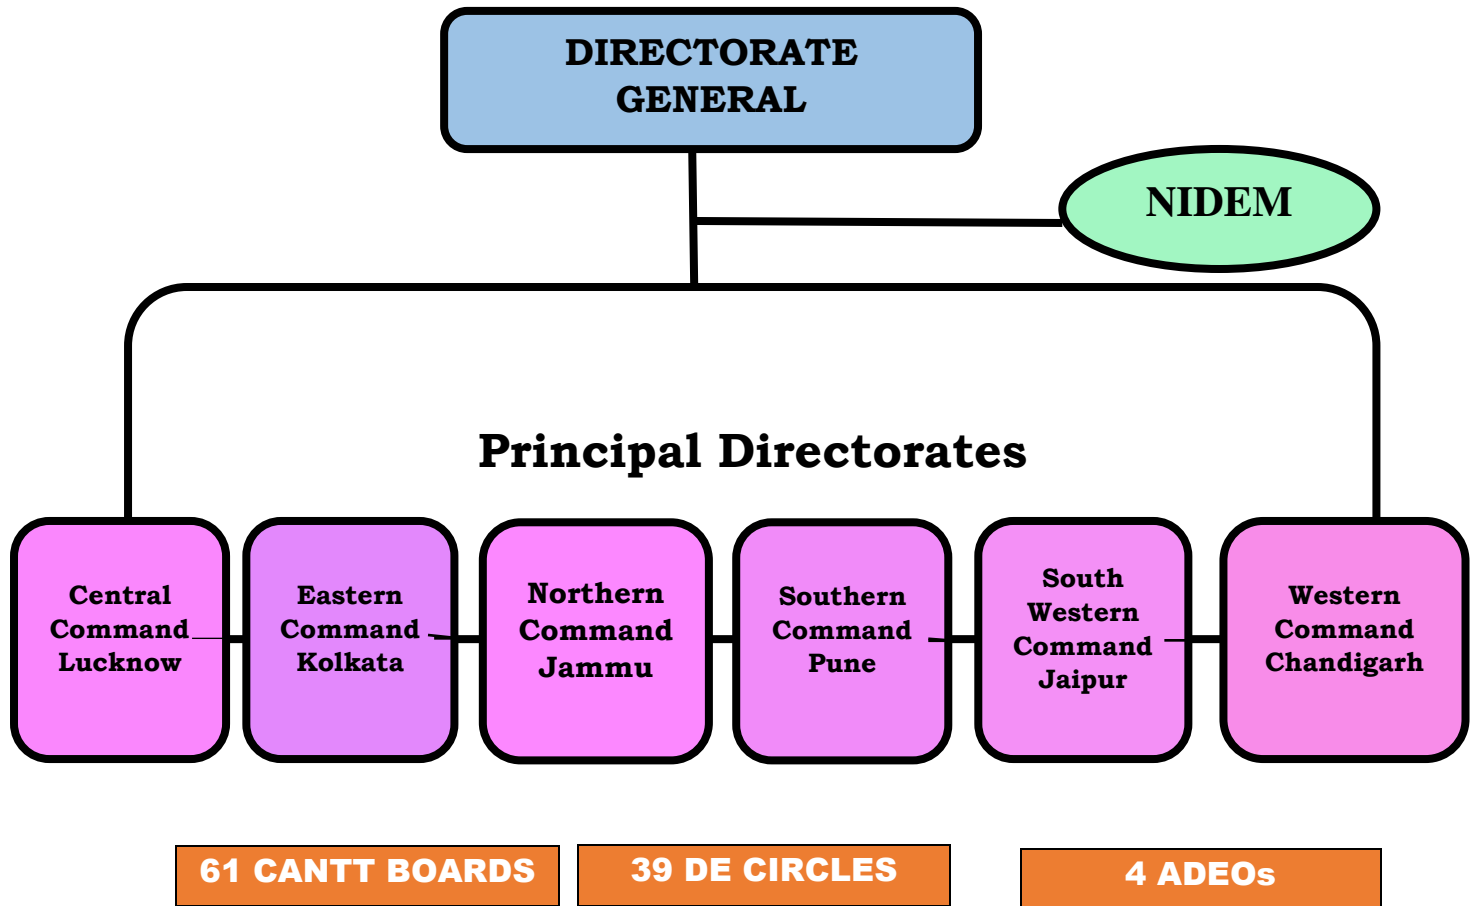 DIRECTORATE
GENERAL
NIDEM
Principal Directorates
Central
Command
Lucknow
Eastern
Command
Kolkata
Northern
Command
Jammu
Southern
Command
Pune
South
Western
Command
Jaipur
Western
Command
Chandigarh
61 CANTT BOARDS
39 DE CIRCLES
4 ADEOs